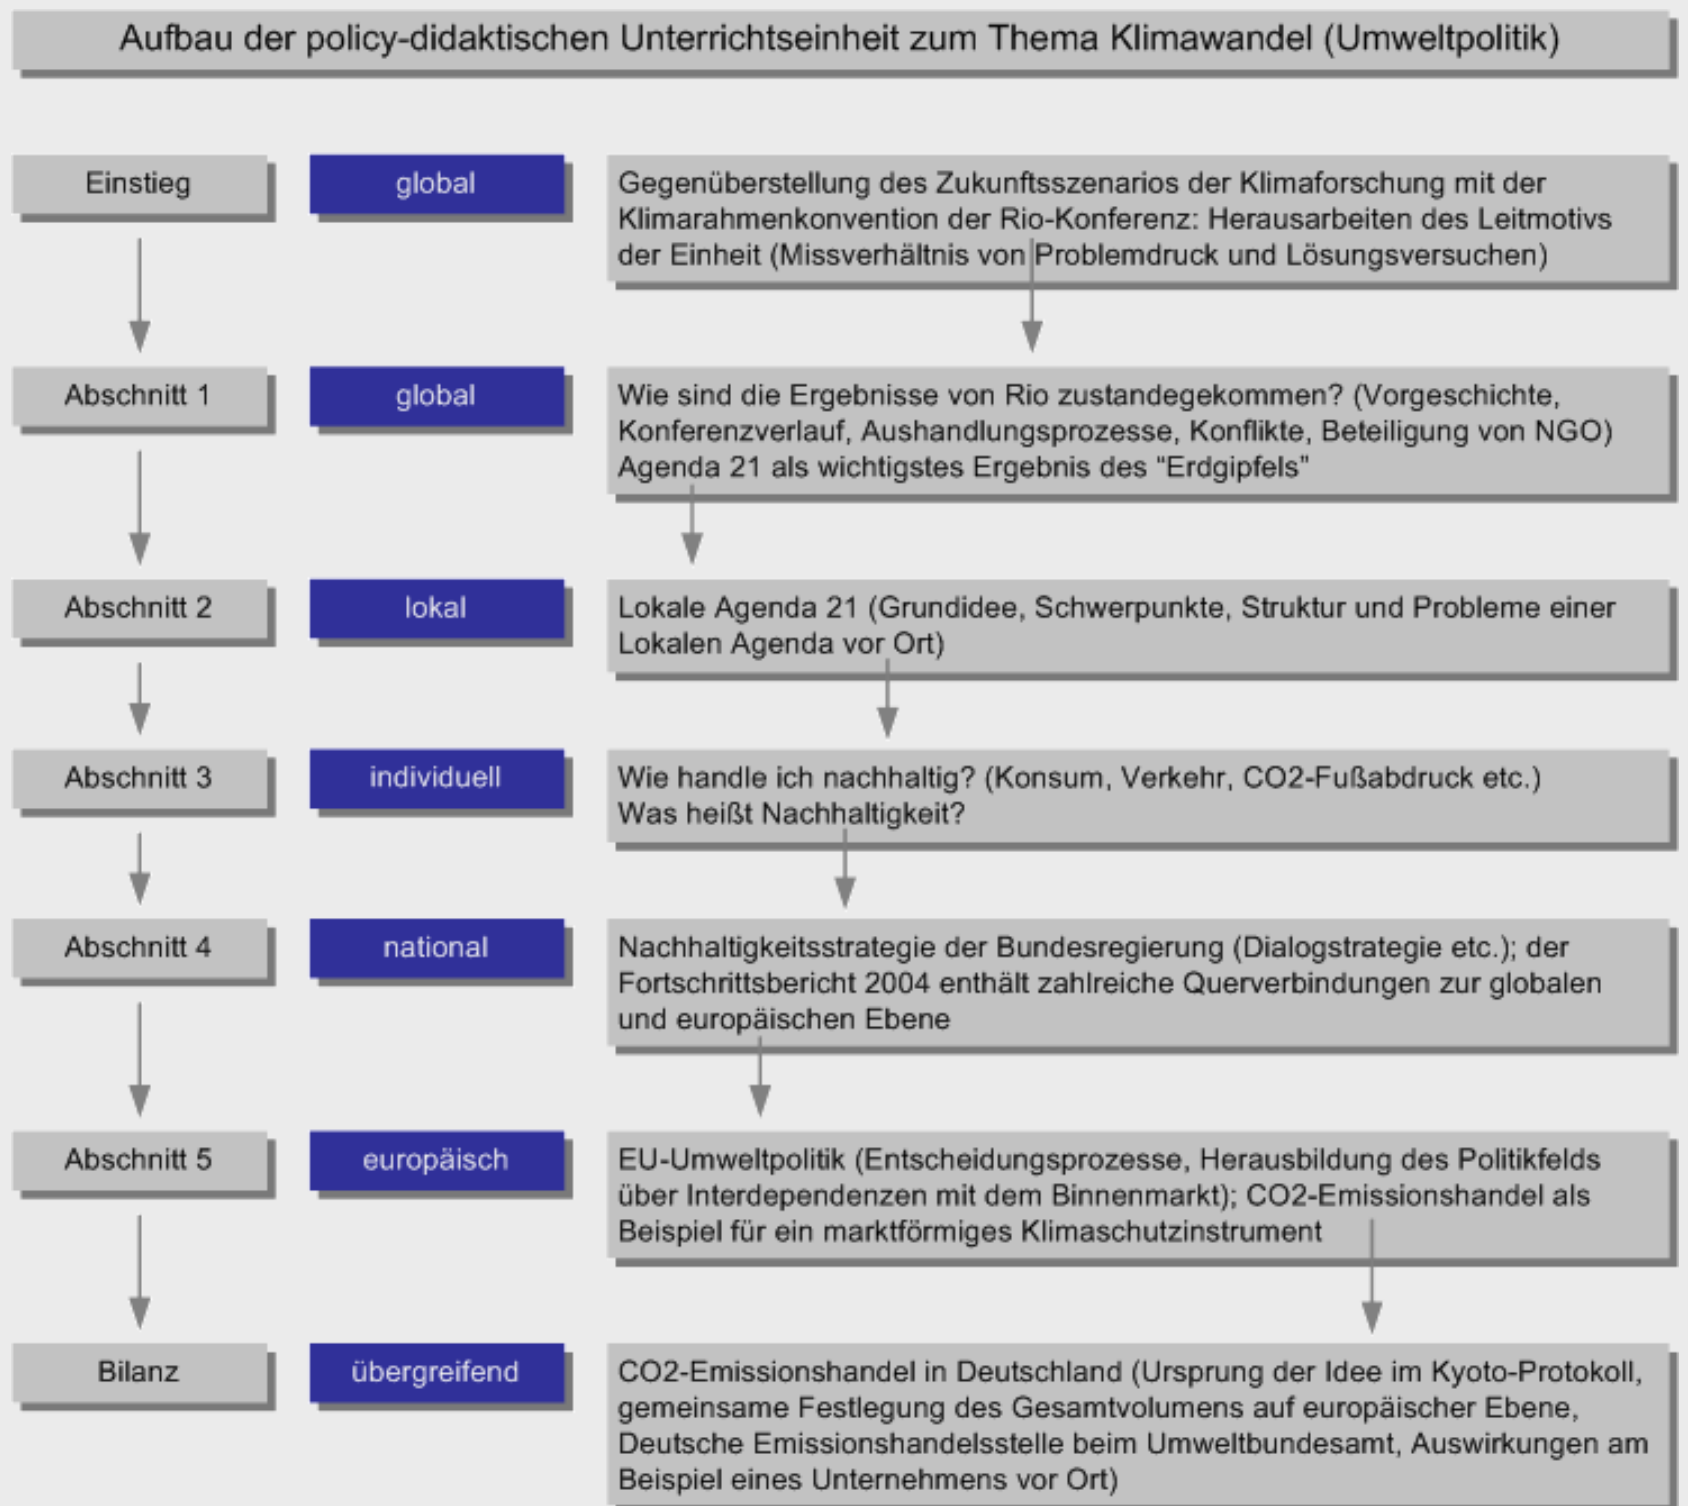 Aufbau der policy-didaktischen Unterrichtseinheit zum Thema Klimawandel (Umweltpolitik)
Einstieg
global
Gegenüberstellung des Zukunftsszenarios der Klimaforschung mit der
Klimarahmenkonvention der Rio-Konferenz: Herausarbeiten des Leitmotivs
der Einheit (Missverhältnis von Problemdruck und Lösungsversuchen)
Abschnitt 1
global
Wie sind die Ergebnisse von Rio zustandegekommen? (Vorgeschichte,
Konferenzverlauf, Aushandlungsprozesse, Konflikte, Beteiligung von NGO)
Agenda 21 als wichtigstes Ergebnis des “Erdgipfels”
Abschnitt 2
lokal
Lokale Agenda 21 (Grundidee, Schwerpunkte, Struktur und Probleme einer
Lokalen Agenda vor Ort)
Abschnitt 3
individuell
Wie handle ich nachhaltig? (Konsum, Verkehr, CO2-Fußabdruck etc.)
Was heißt Nachhaltigkeit?
Abschnitt 4
national
Nachhaltigkeitsstrategie der Bundesregierung (Dialogstrategie etc.); der
Fortschrittsbericht 2004 enthält zahlreiche Querverbindungen zur globalen
und europäischen Ebene
Abschnitt 5
europäisch
EU-Umweltpolitik (Entscheidungsprozesse, Herausbildung des Politikfelds
über Interdependenzen mit dem Binnenmarkt); CO2-Emissionshandel als
Beispiel für ein marktförmiges Klimaschutzinstrument
Bilanz
übergreifend
CO2-Emissionshandel in Deutschland (Ursprung der Idee im Kyoto-Protokoll,
gemeinsame Festlegung des Gesamtvolumens auf europäischer Ebene,
Deutsche Emissionshandelsstelle beim Umweltbundesamt, Auswirkungen am
Beispiel eines Unternehmens vor Ort)